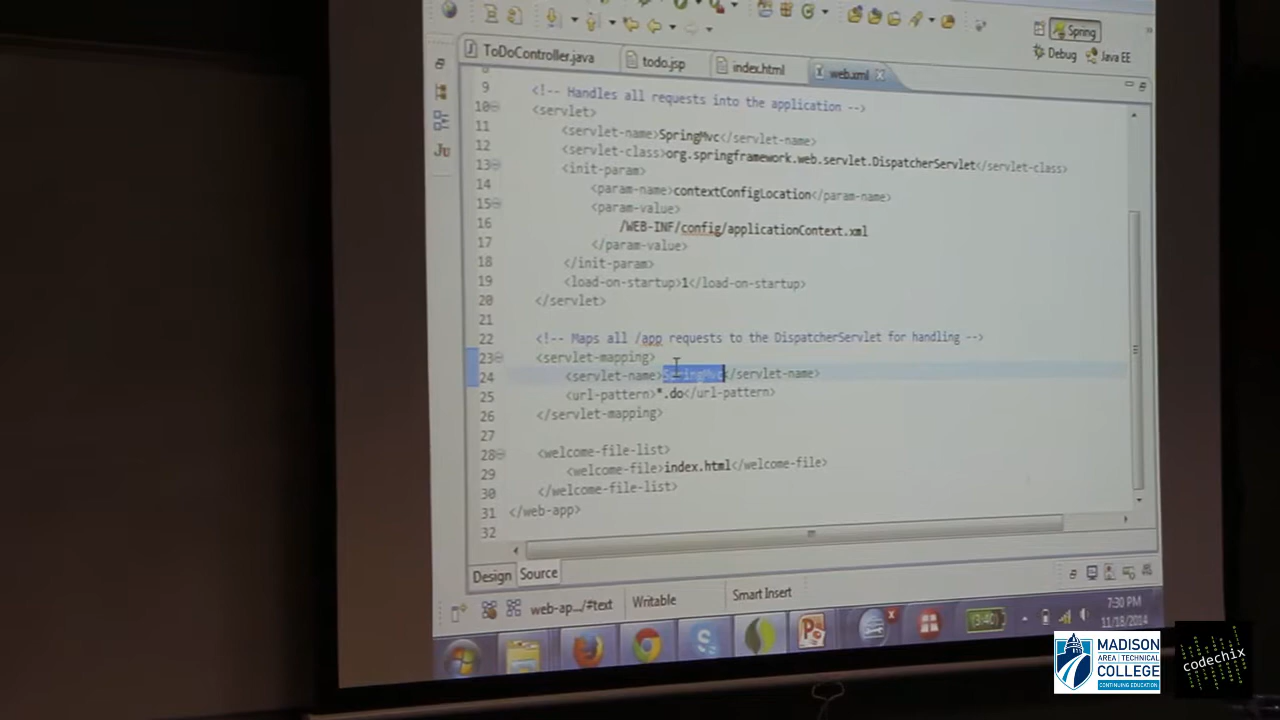 Spring
Debug
Java EE
ToDoController.java
todo.jsp
index.html
web.xml
8
9 <!-- Handles all requests into the application -->
10 <servlet>
11 <servlet-name>SpringMvc</servlet-name>
12 <servlet-class>org.springframework.web.servlet.DispatcherServlet</servlet-class>
13 <init-param>
14 <param-name>contextConfigLocation</param-name>
15 <param-value>
16 /WEB-INF/config/applicationContext.xml
17 </param-value>
18 </init-param>
19 <load-on-startup>1</load-on-startup>
20 </servlet>
21
22 <!-- Maps all /app requests to the DispatcherServlet for handling -->
23 <servlet-mapping>
24 <servlet-name>SpringMvc</servlet-name>
25 <url-pattern>*.do</url-pattern>
26 </servlet-mapping>
27
28 <welcome-file-list>
29 <welcome-file>index.html</welcome-file>
30 </welcome-file-list>
31 </web-app>
32
Design Source
web-ap.../#text
Writable
Smart Insert
7:30 PM
11/18/2014
MADISON
AREA | TECHNICAL
COLLEGE
CONTINUING EDUCATION
codechix